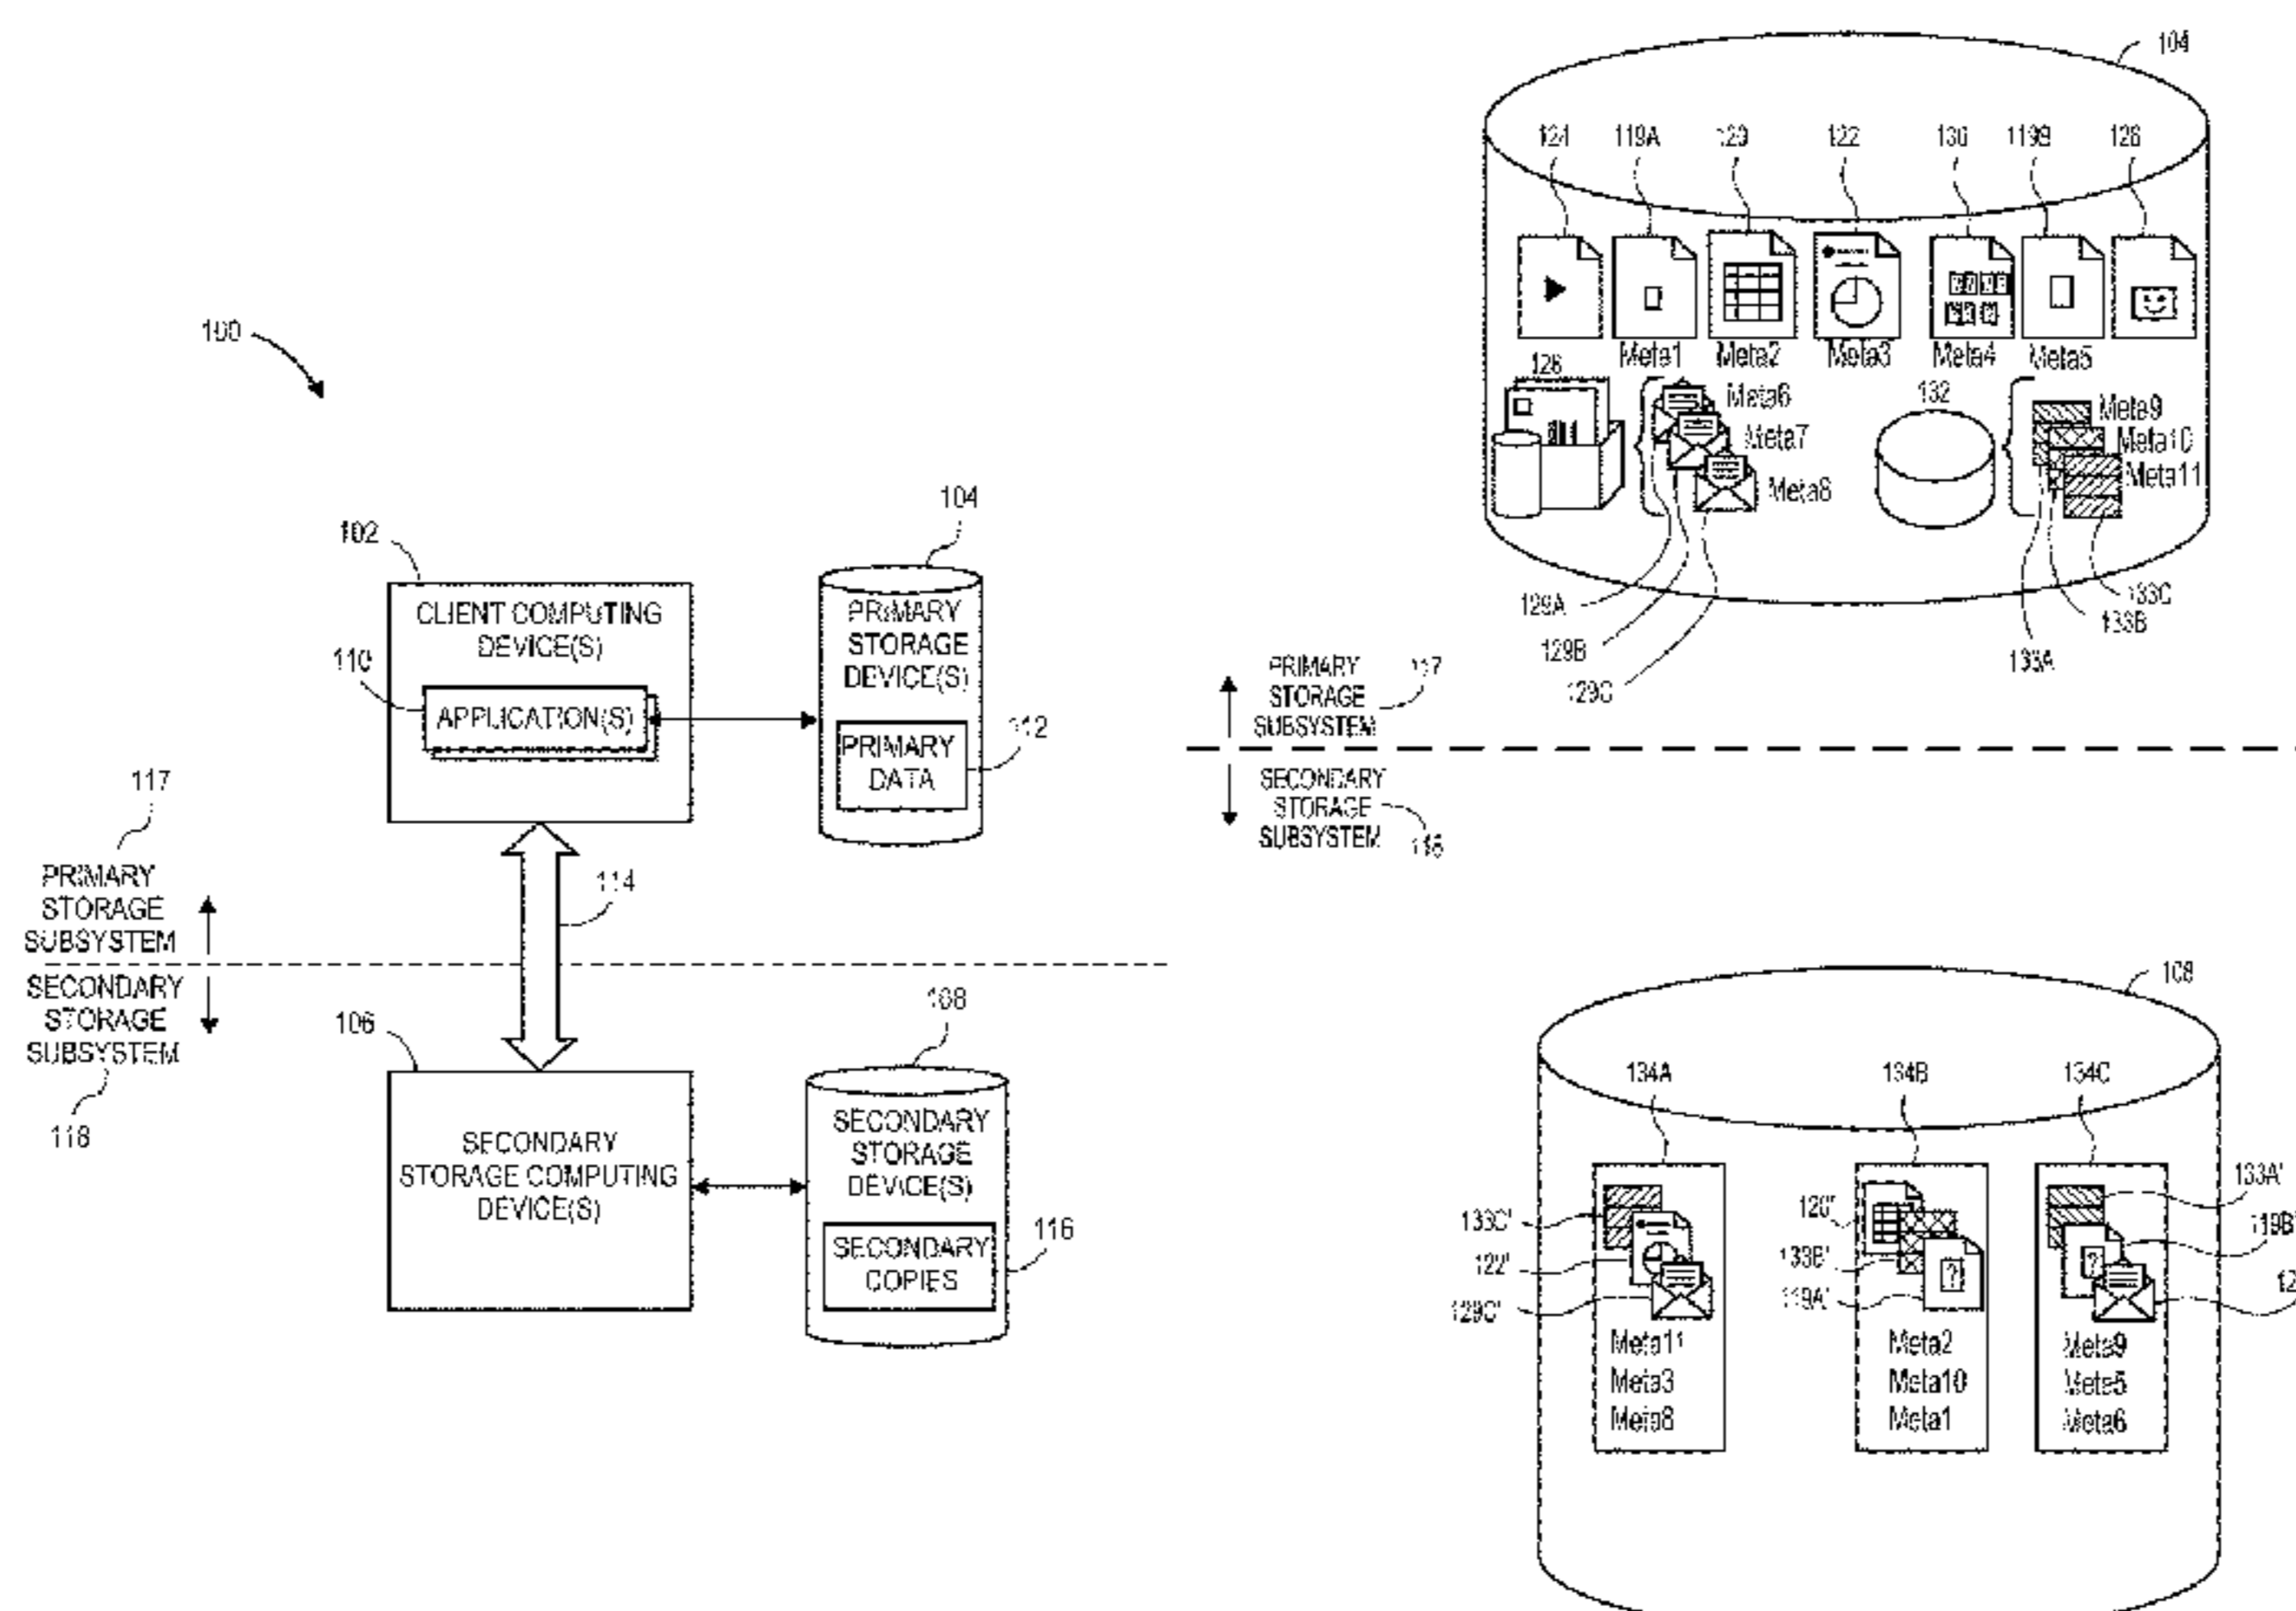 100
102
CLIENT COMPUTING
DEVICE(S)
110
APPLICATION(S)
104
PRIMARY
STORAGE
DEVICE(S)
PRIMARY
DATA
112
117
PRIMARY
STORAGE
SUBSYSTEM
114
SECONDARY
STORAGE
SUBSYSTEM
118
106
SECONDARY
STORAGE COMPUTING
DEVICE(S)
108
SECONDARY
STORAGE
DEVICE(S)
SECONDARY
COPIES
116
104
124 119A 122 119B
Meta1 Meta2 Meta3 Meta4 Meta5
Meta6
Meta7
Meta8
132
Meta9
Meta10
Meta11
129A
129B
129C
133A
133B
133C
PRIMARY
STORAGE
SUBSYSTEM
117
SECONDARY
STORAGE
SUBSYSTEM
108
134A 134B 134C
133C'
122'
129C'
Meta11
Meta3
Meta8
120'
133B'
119A'
Meta2
Meta10
Meta1
133A'
Meta9
Meta5
Meta6